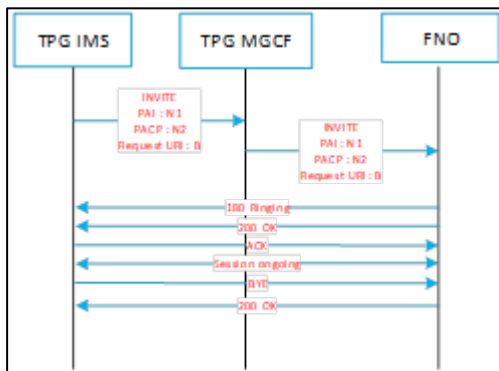 TPG IMS
TPG MGCF
FNO
INVITE
PAI : N1
PACP : N2
Request URI : B
INVITE
PAI : N1
PACP : N2
Request URI : B
180 Ringing
200 OK
ACK
Session ongoing
BYE
200 OK